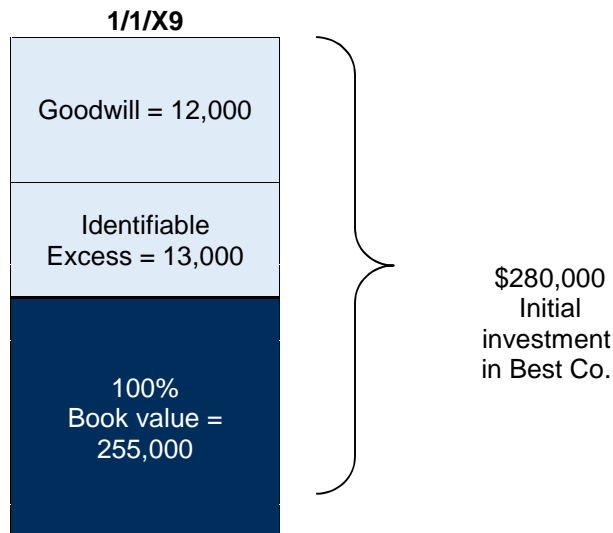 1/1/X9
Goodwill = 12,000
Identifiable
Excess = 13,000
100%
Book value =
255,000
$280,000
Initial
investment
in Best Co.